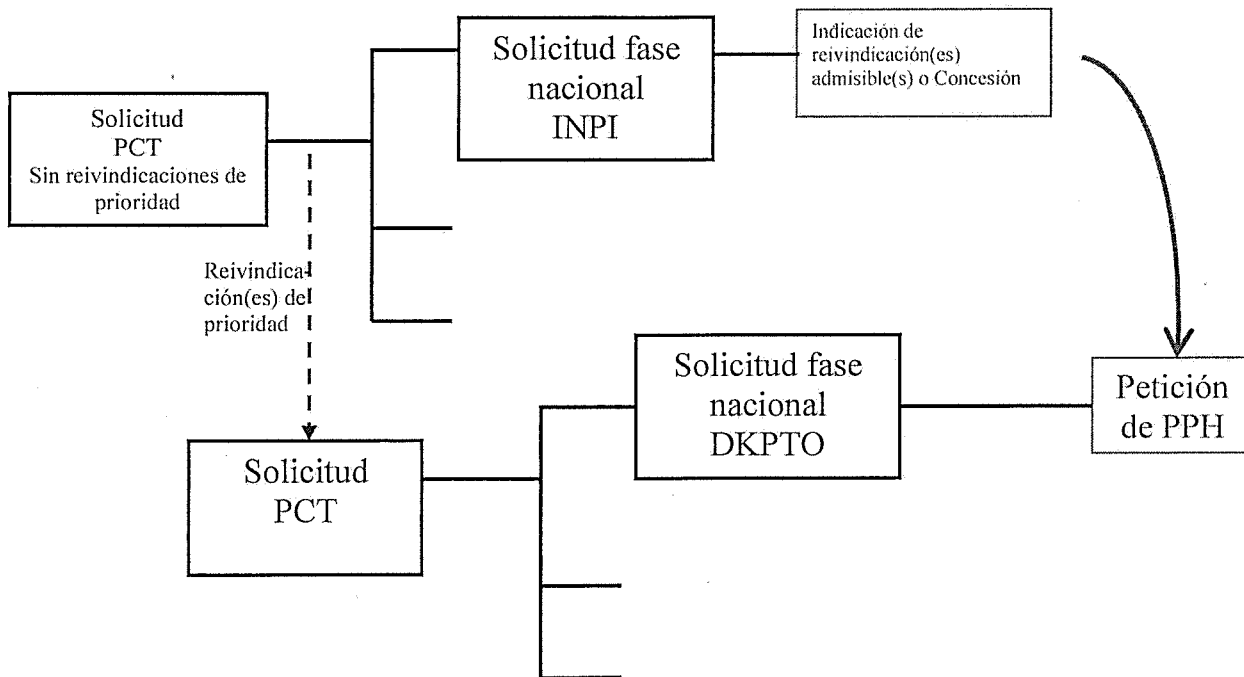 Solicitud
PCT
Sin reivindicaciones de
prioridad
Solicitud fase
nacional
INPI
Indicación de
reivindicación(es)
admisible(s) o Concesión
Reivindica-
ción(es) de
prioridad
Solicitud
PCT
Solicitud fase
nacional
DKPTO
Petición
de PPH